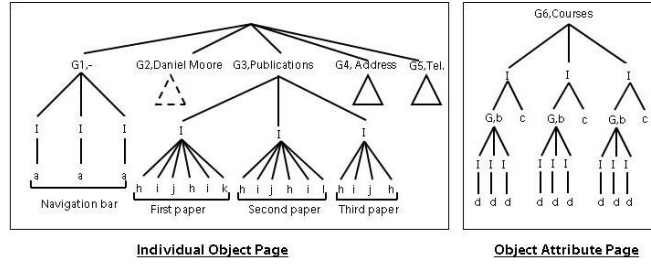 G6,Courses
G1,- G2,Daniel Moore G3,Publications G4, Address G5,Tel.
I I I
I I I I I I
G,b c G,b c G,b c
I I I I I I I I I
a a a h i j h i k h i j h i l h i j h
d d d d d d d d d
Navigation bar First paper Second paper Third paper
Individual Object Page Object Attribute Page